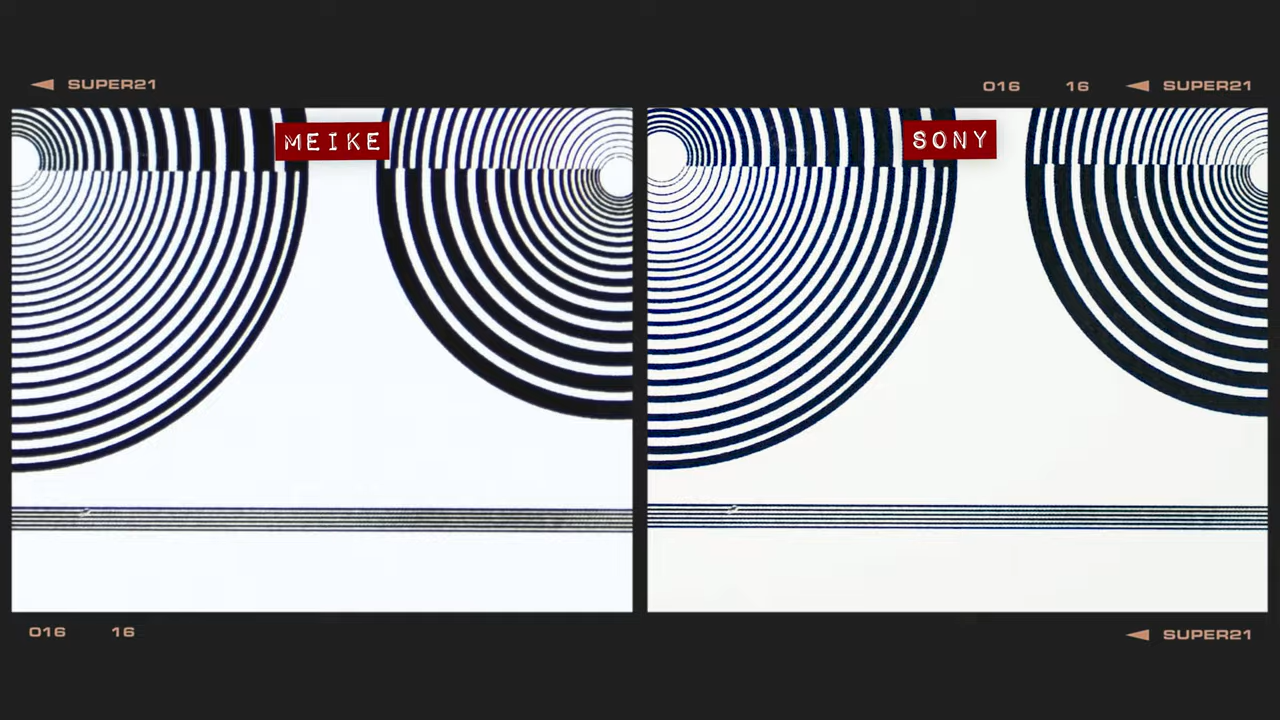 SUPER21
016 16 SUPER21
MEIKE
SONY
016 16
SUPER21